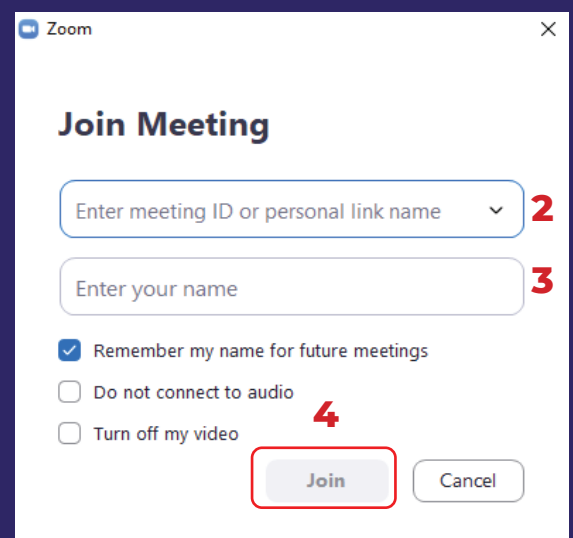 Zoom
Join Meeting
Enter meeting ID or personal link name 2
Enter your name 3
Remember my name for future meetings
Do not connect to audio
4
Turn off my video
Join Cancel